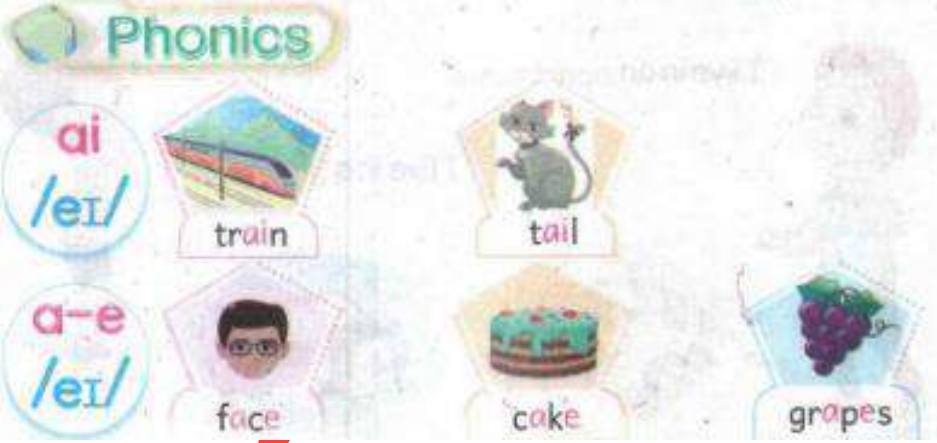 Phonics
ai
/eɪ/
train
tail
a-e
/eɪ/
face
cake
grapes